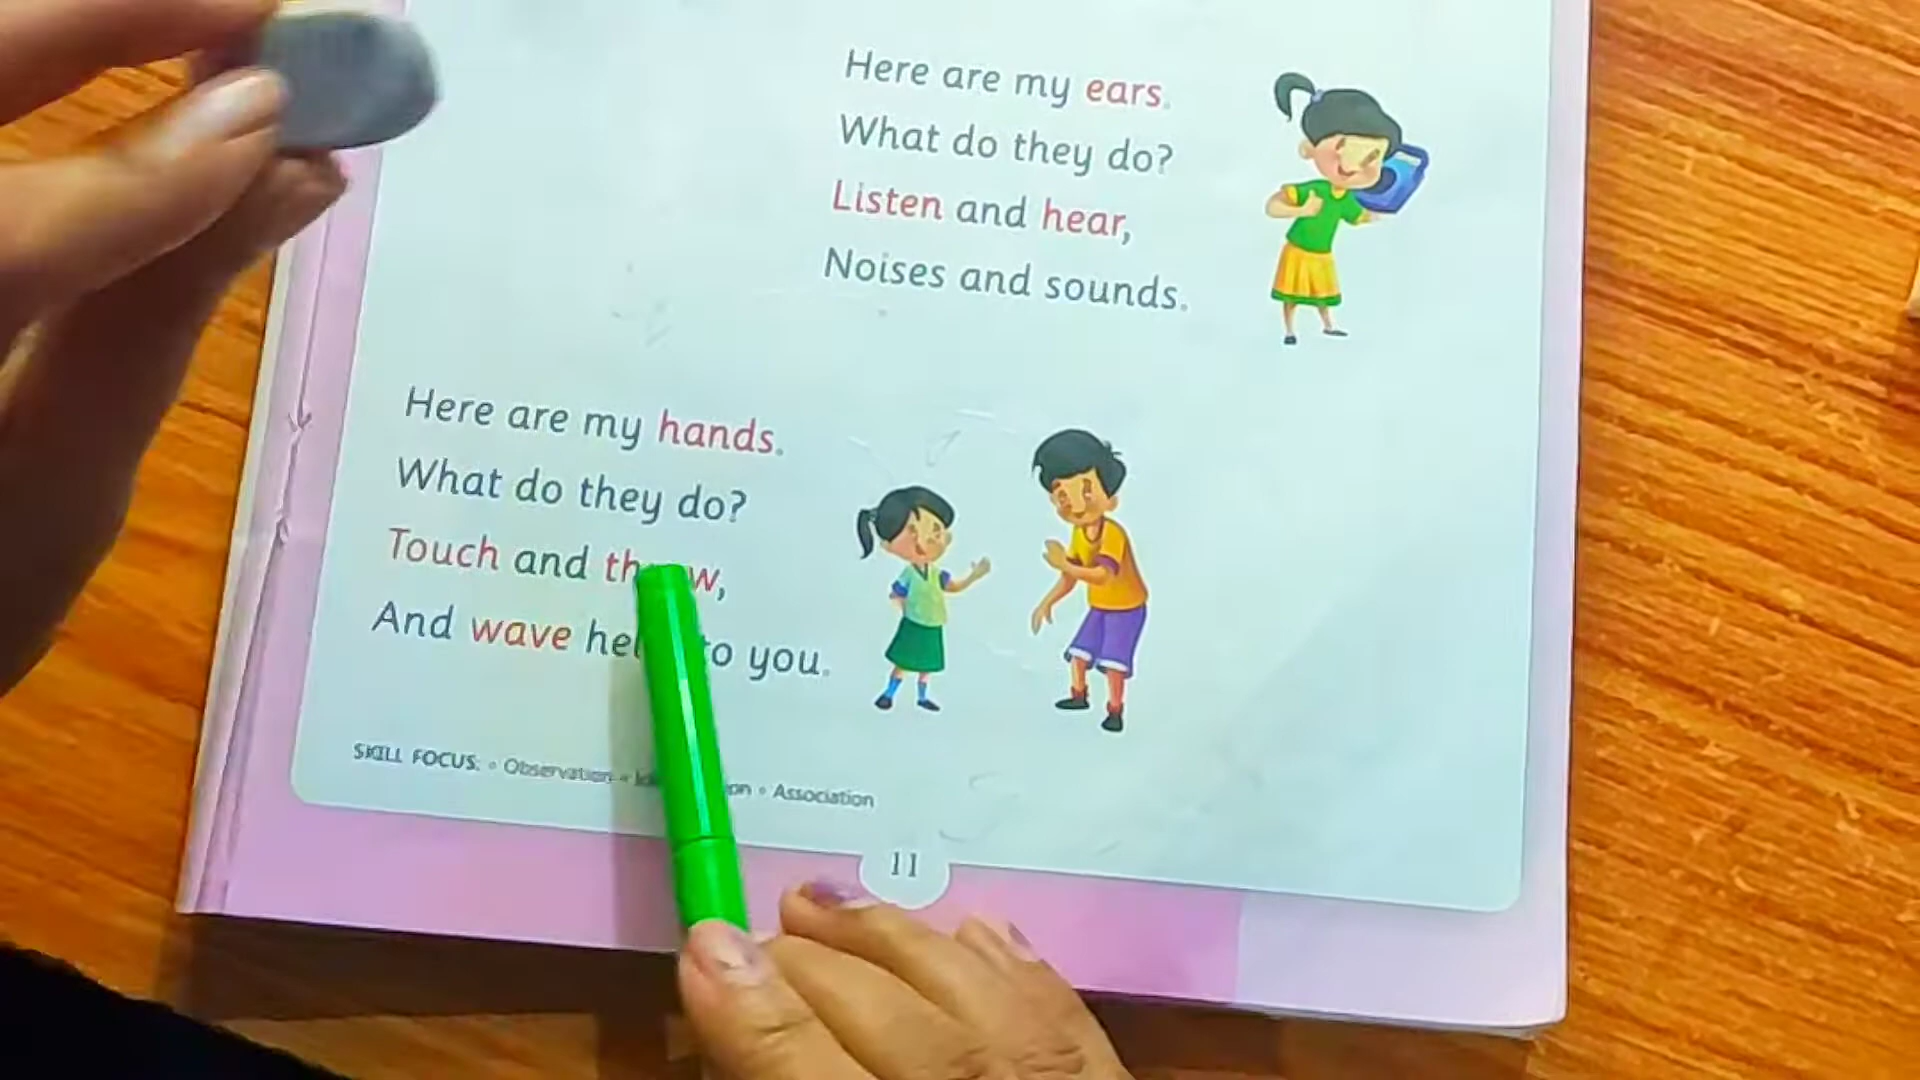 Here are my ears.
What do they do?
Listen and hear,
Noises and sounds.
Here are my hands.
What do they do?
Touch and
And wave to you.
SKILL FOCUS: • Observation • • Association
11